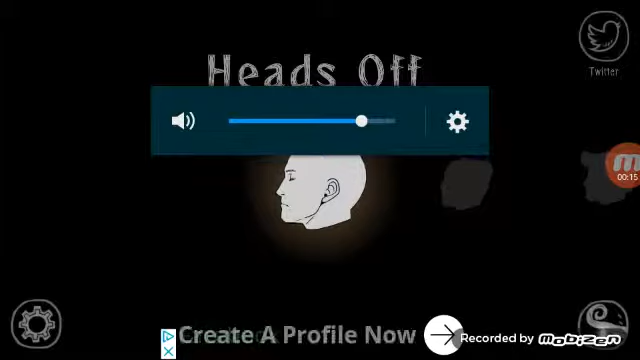 Heads Off
Twitter
00:15
Create A Profile Now
Recorded by Mobizen